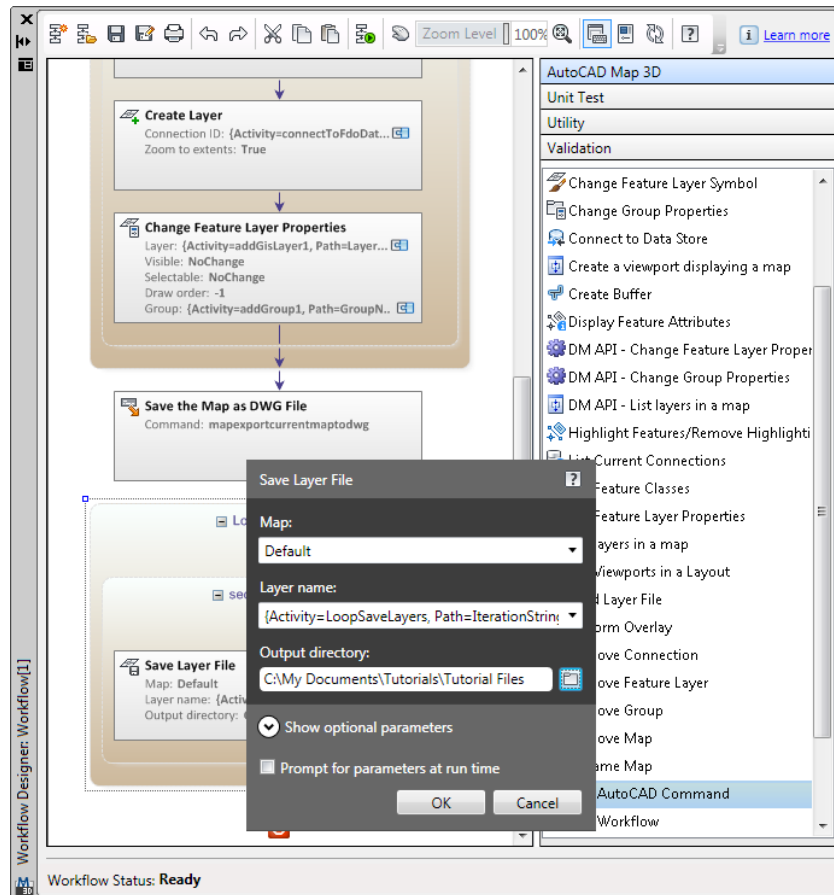 Zoom Level
100%
Learn more
Create Layer
Connection ID: {Activity=connectToFdoDat...
Zoom to extents: True
Change Feature Layer Properties
Layer: {Activity=addGisLayer1, Path=Layer...
Visible: NoChange
Selectable: NoChange
Draw order: -1
Group: {Activity=addGroup1, Path=GroupN..
Save the Map as DWG File
Command: mapexportcurrentmaptodwg
Lo
sec
Save Layer File
Map: Default
Layer name: {Activ
Output directory:
Save Layer File
Map:
Default
Layer name:
{Activity=LoopSaveLayers, Path=IterationString
Output directory:
C:\My Documents\Tutorials\Tutorial Files
Show optional parameters
Prompt for parameters at run time
OK
Cancel
AutoCAD Map 3D
Unit Test
Utility
Validation
Change Feature Layer Symbol
Change Group Properties
Connect to Data Store
Create a viewport displaying a map
Create Buffer
Display Feature Attributes
DM API - Change Feature Layer Proper
DM API - Change Group Properties
DM API - List layers in a map
Highlight Features/Remove Highlighti
List Current Connections
Feature Classes
Feature Layer Properties
ayers in a map
Viewports in a Layout
d Layer File
orm Overlay
ove Connection
ove Feature Layer
ove Group
ove Map
ame Map
AutoCAD Command
Workflow
Workflow Designer: Workflow[1]
Workflow Status: Ready